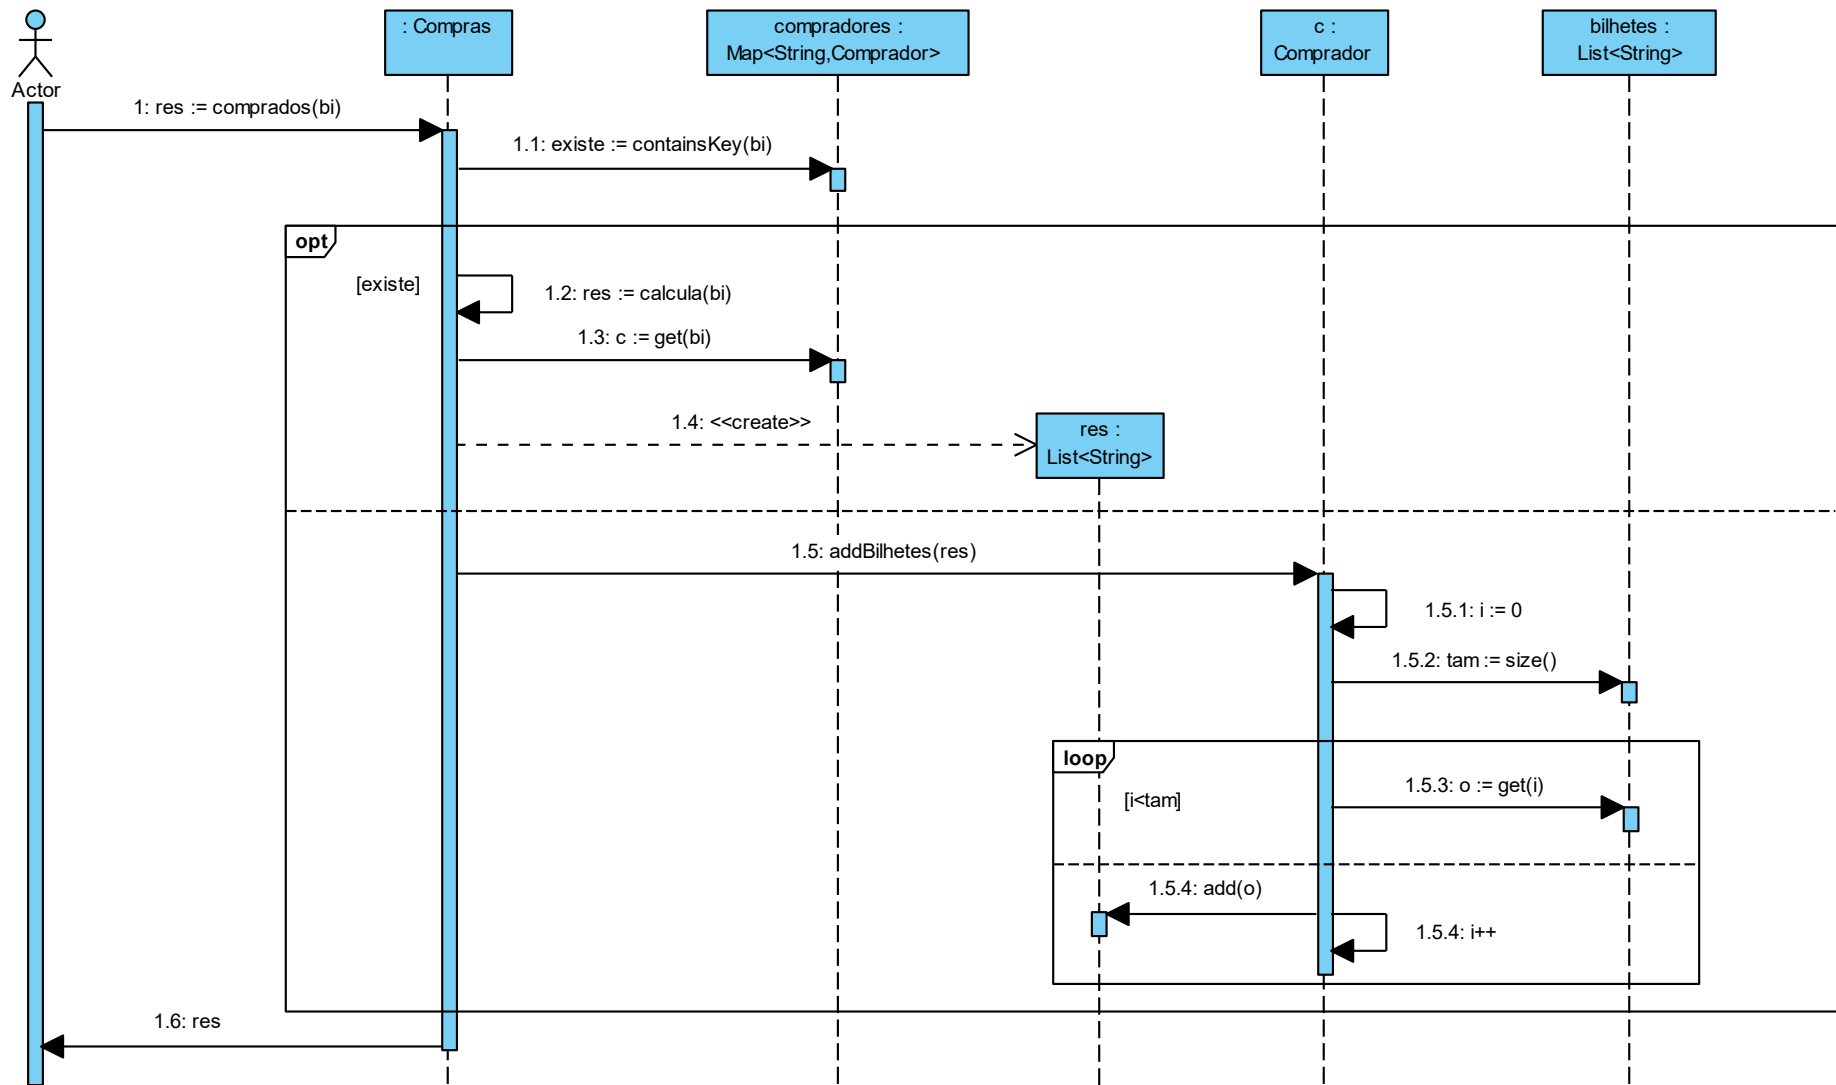 : Compras
compradores :
Map<String,Comprador>
c :
Comprador
bilhetes :
List<String>
Actor
1: res := comprados(bi)
1.1: existe := containsKey(bi)
opt
[existe]
1.2: res := calcula(bi)
1.3: c := get(bi)
1.4: <<create>>
res :
List<String>
1.5: addBilhetes(res)
1.5.1: i := 0
1.5.2: tam := size()
loop
[i<tam]
1.5.3: o := get(i)
1.5.4: add(o)
1.5.4: i++
1.6: res